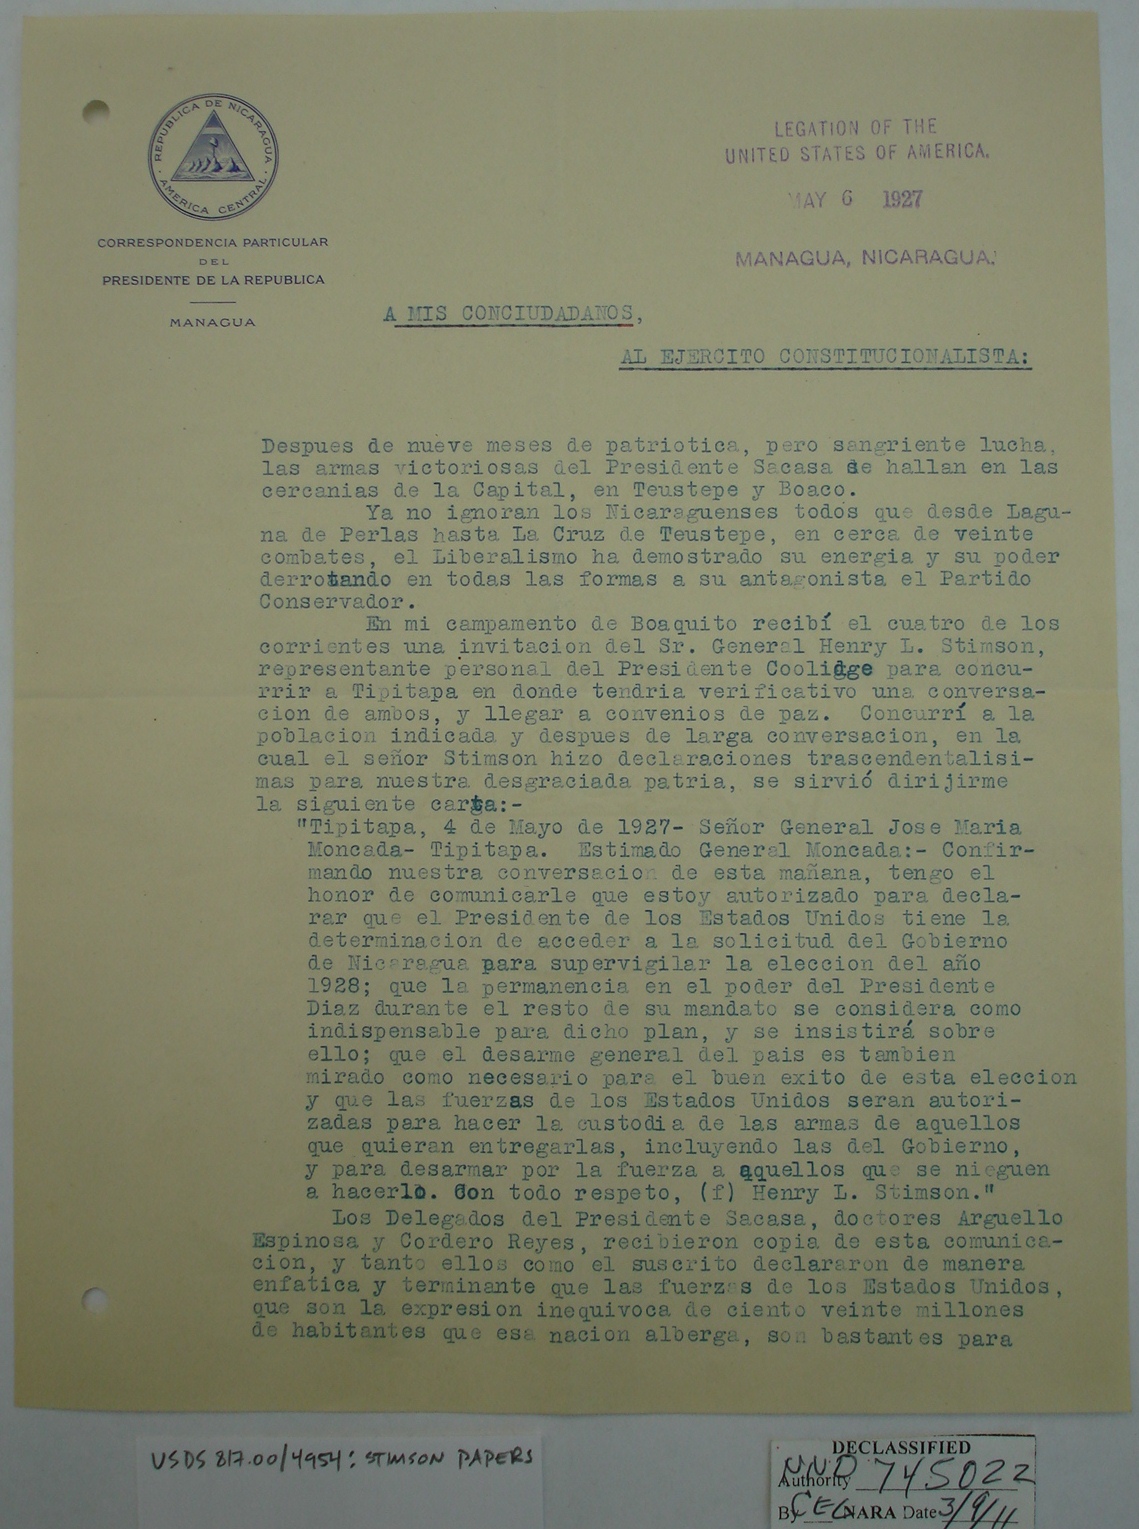 REPUBLICA DE NICARAGUA
AMERICA CENTRAL
CORRESPONDENCIA PARTICULAR
DEL
PRESIDENTE DE LA REPUBLICA
MANAGUA
LEGATION OF THE
UNITED STATES OF AMERICA.
MAY 6 1927
MANAGUA, NICARAGUA.
A MIS CONCIUDADANOS,
AL EJERCITO CONSTITUCIONALISTA:
Despues de nueve meses de patriotica, pero sangriente lucha,
las armas victoriosas del Presidente Sacasa se hallan en las
cercanias de la Capital, en Teustepe y Boaco.
Ya no ignoran los Nicaraguenses todos que desde Lagu-
na de Perlas hasta La Cruz de Teustepe, en cerca de veinte
combates, el Liberalismo ha demostrado su energia y su poder
derrotando en todas las formas a su antagonista el Partido
Conservador.
En mi campamento de Boaquito recibí el cuatro de los
corrientes una invitacion del Sr. General Henry L. Stimson,
representante personal del Presidente Coolidge para concu-
rrir a Tipitapa en donde tendria verificativo una conversa-
cion de ambos, y llegar a convenios de paz. Concurrí a la
poblacion indicada y despues de larga conversacion, en la
cual el señor Stimson hizo declaraciones trascendentalisi-
mas para nuestra desgraciada patria, se sirvió dirijirme
la siguiente carta:-
"Tipitapa, 4 de Mayo de 1927- Señor General Jose Maria
Moncada- Tipitapa. Estimado General Moncada:- Confir-
mando nuestra conversacion de esta mañana, tengo el
honor de comunicarle que estoy autorizado para decla-
rar que el Presidente de los Estados Unidos tiene la
determinacion de acceder a la solicitud del Gobierno
de Nicaragua para supervigilar la eleccion del año
1928; que la permanencia en el poder del Presidente
Diaz durante el resto de su mandato se considera como
indispensable para dicho plan, y se insistirá sobre
ello; que el desarme general del pais es tambien
mirado como necesario para el buen exito de esta eleccion
y que las fuerzas de los Estados Unidos seran autori-
zadas para hacer la custodia de las armas de aquellos
que quieran entregarlas, incluyendo las del Gobierno,
y para desarmar por la fuerza a aquellos que se nieguen
a hacerlo. Con todo respeto, (f) Henry L. Stimson."
Los Delegados del Presidente Sacasa, doctores Arguello
Espinosa y Cordero Reyes, recibieron copia de esta comunica-
cion, y tanto ellos como el suscrito declararon de manera
enfatica y terminante que las fuerzas de los Estados Unidos,
que son la expresion inequivoca de ciento veinte millones
de habitantes que esa nacion alberga, son bastantes para
USDS 817.00/4954: STIMSON PAPERS
DECLASSIFIED
Authority NND 745022
By CEL NARA Date 3/9/11